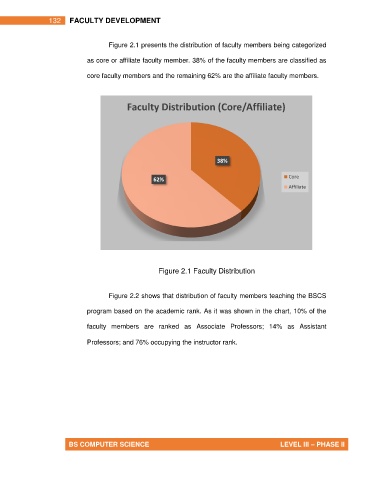 132 FACULTY DEVELOPMENT
Figure 2.1 presents the distribution of faculty members being categorized
as core or affiliate faculty member. 38% of the faculty members are classified as
core faculty members and the remaining 62% are the affiliate faculty members.
Faculty Distribution (Core/Affiliate)
38%
62%
Core
Affiliate
Figure 2.1 Faculty Distribution
Figure 2.2 shows that distribution of faculty members teaching the BSCS
program based on the academic rank. As it was shown in the chart, 10% of the
faculty members are ranked as Associate Professors; 14% as Assistant
Professors; and 76% occupying the instructor rank.
BS COMPUTER SCIENCE LEVEL III – PHASE II